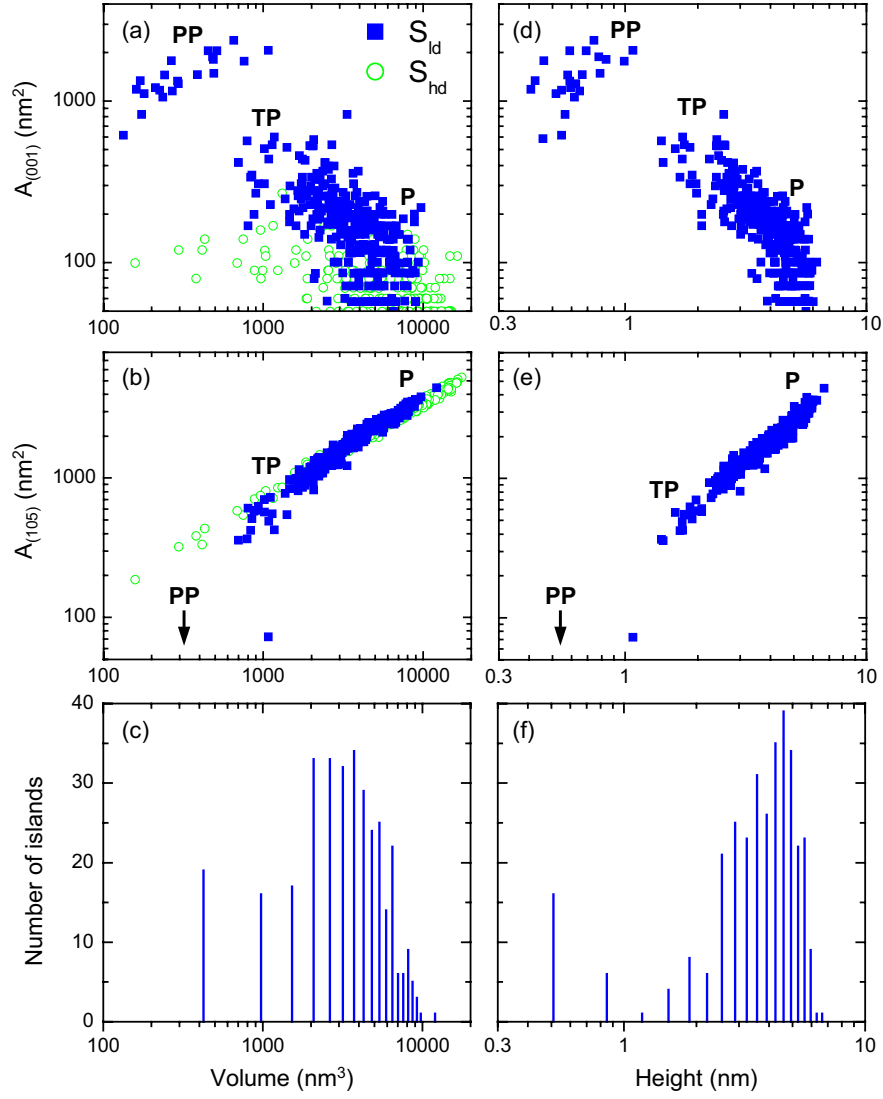 (a) PP S_ld
S_hd
A_(001) (nm²)
1000
100
TP
P
100 1000 10000
(d) PP
TP
P
0.3 1 10
(b) P
A_(105) (nm²)
1000
100
TP
PP
100 1000 10000
(e) P
TP
PP
0.3 1 10
(c)
Number of islands
40
30
20
10
0
100 1000 10000
Volume (nm³)
(f)
0.3 1 10
Height (nm)